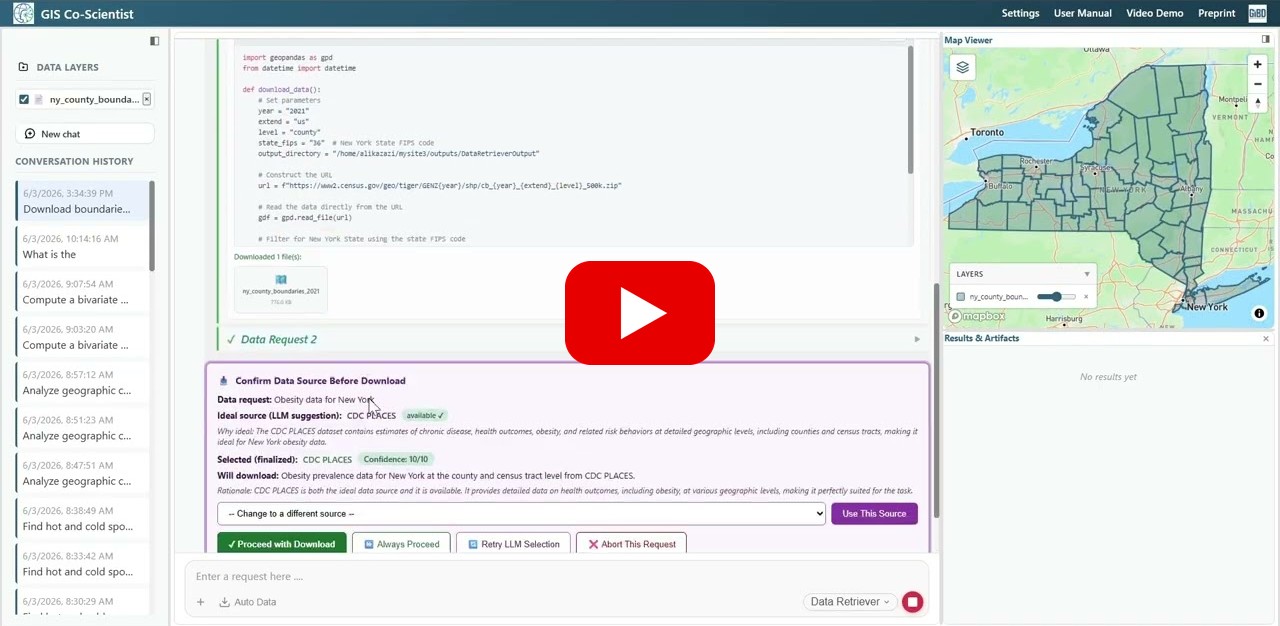 GIS Co-Scientist
Settings
User Manual
Video Demo
Preprint
GIBD
DATA LAYERS
ny_county_bounda...
New chat
CONVERSATION HISTORY
6/3/2026, 3:34:39 PM
Download boundarie...
6/3/2026, 10:14:16 AM
What is the
6/3/2026, 9:07:54 AM
Compute a bivariate ...
6/3/2026, 9:03:20 AM
Compute a bivariate ...
6/3/2026, 8:57:12 AM
Analyze geographic c...
6/3/2026, 8:51:23 AM
Analyze geographic c...
6/3/2026, 8:47:51 AM
Analyze geographic c...
6/3/2026, 8:38:49 AM
Find hot and cold spo...
6/3/2026, 8:33:42 AM
Find hot and cold spo...
6/3/2026, 8:30:29 AM
import geopandas as gpd
from datetime import datetime
def download_data():
# Set parameters
year = "2021"
extend = "us"
level = "county"
state_fips = "36"  # New York State FIPS code
output_directory = "/home/alikazazi/mysite3/outputs/DataRetrieverOutput"
# Construct the URL
url = f"https://www2.census.gov/geo/tiger/GENZ{year}/shp/cb_{year}_{extend}_{level}_500k.zip"
# Read the data directly from the URL
gdf = gpd.read_file(url)
# Filter for New York State using the state FIPS code
Downloaded 1 file(s):
ny_county_boundaries_2021
✓ Data Request 2
Confirm Data Source Before Download
Data request: Obesity data for New York
Ideal source (LLM suggestion): CDC PLACES available ✓
Why ideal: The CDC PLACES dataset contains estimates of chronic disease, health outcomes, obesity, and related risk behaviors at detailed geographic levels, including counties and census tracts, making it
ideal for New York obesity data.
Selected (finalized): CDC PLACES Confidence: 10/10
Will download: Obesity prevalence data for New York at the county and census tract level from CDC PLACES.
Rationale: CDC PLACES is both the ideal data source and it is available. It provides detailed data on health outcomes, including obesity, at various geographic levels, making it perfectly suited for the task.
-- Change to a different source --
Use This Source
✓ Proceed with Download
Always Proceed
Retry LLM Selection
Abort This Request
Enter a request here ....
Auto Data
Data Retriever
Map Viewer
Ottawa
Montpel
VERMONT
Toronto
Rochester
Syracuse
Buffalo
NEW YORK
Albany
MASSACHU
CONNECTICUT
LAYERS
ny_county_boun...
New York
mapbox
Harrisburg
Results & Artifacts
No results yet